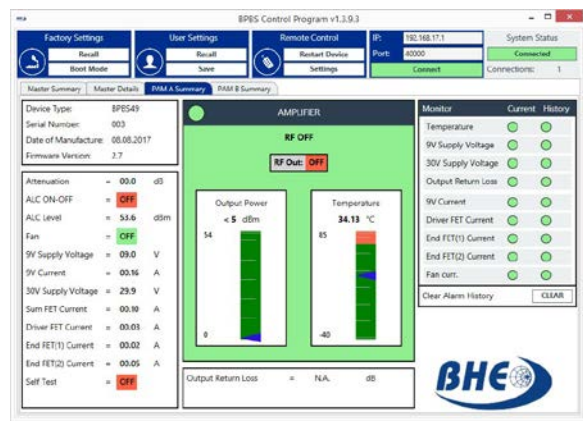 BPBS Control Program v1.3.9.3
Factory Settings
Recall
Boot Mode
User Settings
Recall
Save
Remote Control
Restart Device
Settings
IP: 192.168.17.1
Port: 40000
Connect
System Status
Connected
Connections: 1
Master Summary Master Details PAM A Summary PAM B Summary
Device Type: BPBS49
Serial Number: 003
Date of Manufacture: 08.08.2017
Firmware Version: 2.7
Attenuation = 00.0 dB
ALC ON-OFF = OFF
ALC Level = 53.6 dBm
Fan = OFF
9V Supply Voltage = 09.0 V
9V Current = 00.16 A
30V Supply Voltage = 29.9 V
Sum FET Current = 00.10 A
Driver FET Current = 00.03 A
End FET(1) Current = 00.02 A
End FET(2) Current = 00.05 A
Self Test = OFF
AMPLIFIER
RF OFF
RF Out: OFF
Output Power
< 5 dBm
54
0
Temperature
34.13 °C
85
-40
Output Return Loss = N.A. dB
Monitor Current History
Temperature
9V Supply Voltage
30V Supply Voltage
Output Return Loss
9V Current
Driver FET Current
End FET(1) Current
End FET(2) Current
Fan curr.
Clear Alarm History CLEAR
BHE